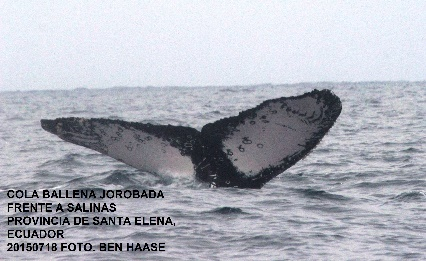 COLA BALLENA JOROBADA
FRENTE A SALINAS
PROVINCIA DE SANTA ELENA,
ECUADOR
20150718 FOTO. BEN HAASE